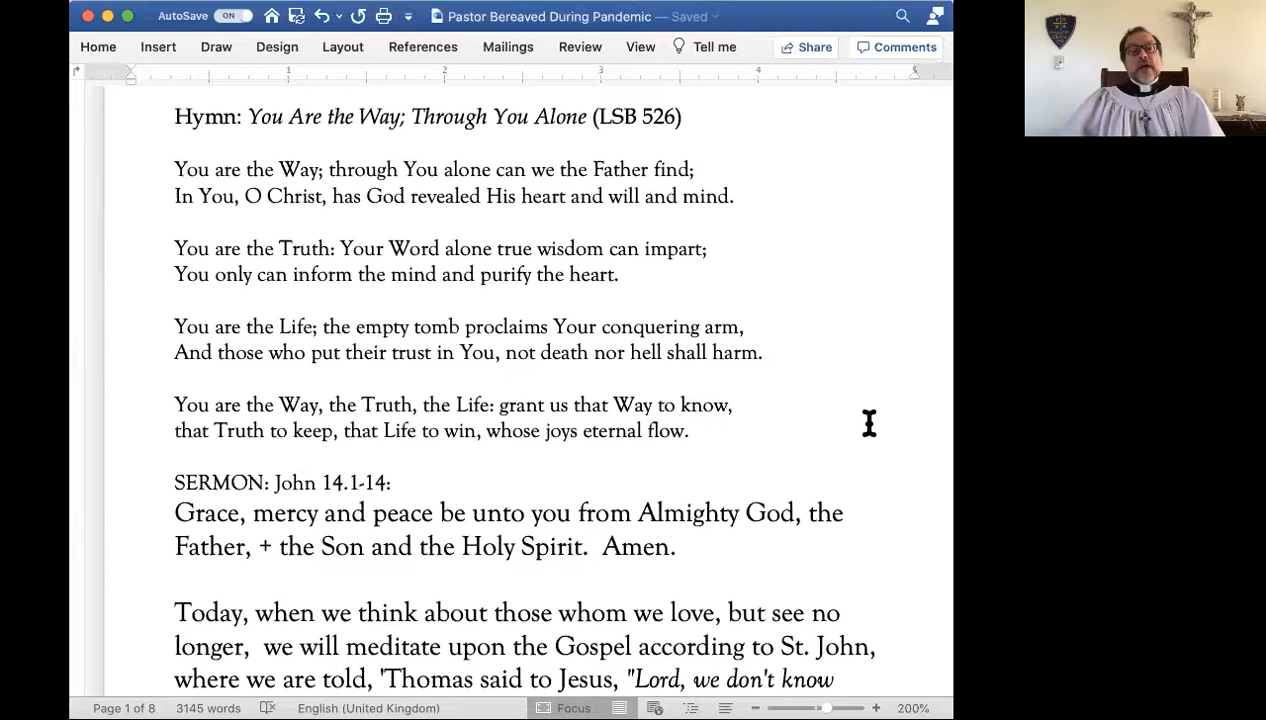 AutoSave ON Pastor Bereaved During Pandemic — Saved
Home Insert Draw Design Layout References Mailings Review View Tell me Share Comments
1 2 3 4 5
Hymn: You Are the Way; Through You Alone (LSB 526)
You are the Way; through You alone can we the Father find;
In You, O Christ, has God revealed His heart and will and mind.
You are the Truth: Your Word alone true wisdom can impart;
You only can inform the mind and purify the heart.
You are the Life; the empty tomb proclaims Your conquering arm,
And those who put their trust in You, not death nor hell shall harm.
You are the Way, the Truth, the Life: grant us that Way to know,
that Truth to keep, that Life to win, whose joys eternal flow.
SERMON: John 14.1-14:
Grace, mercy and peace be unto you from Almighty God, the
Father, + the Son and the Holy Spirit. Amen.
Today, when we think about those whom we love, but see no
longer, we will meditate upon the Gospel according to St. John,
where we are told, 'Thomas said to Jesus, "Lord, we don't know
Page 1 of 8 3145 words English (United Kingdom) Focus 200%